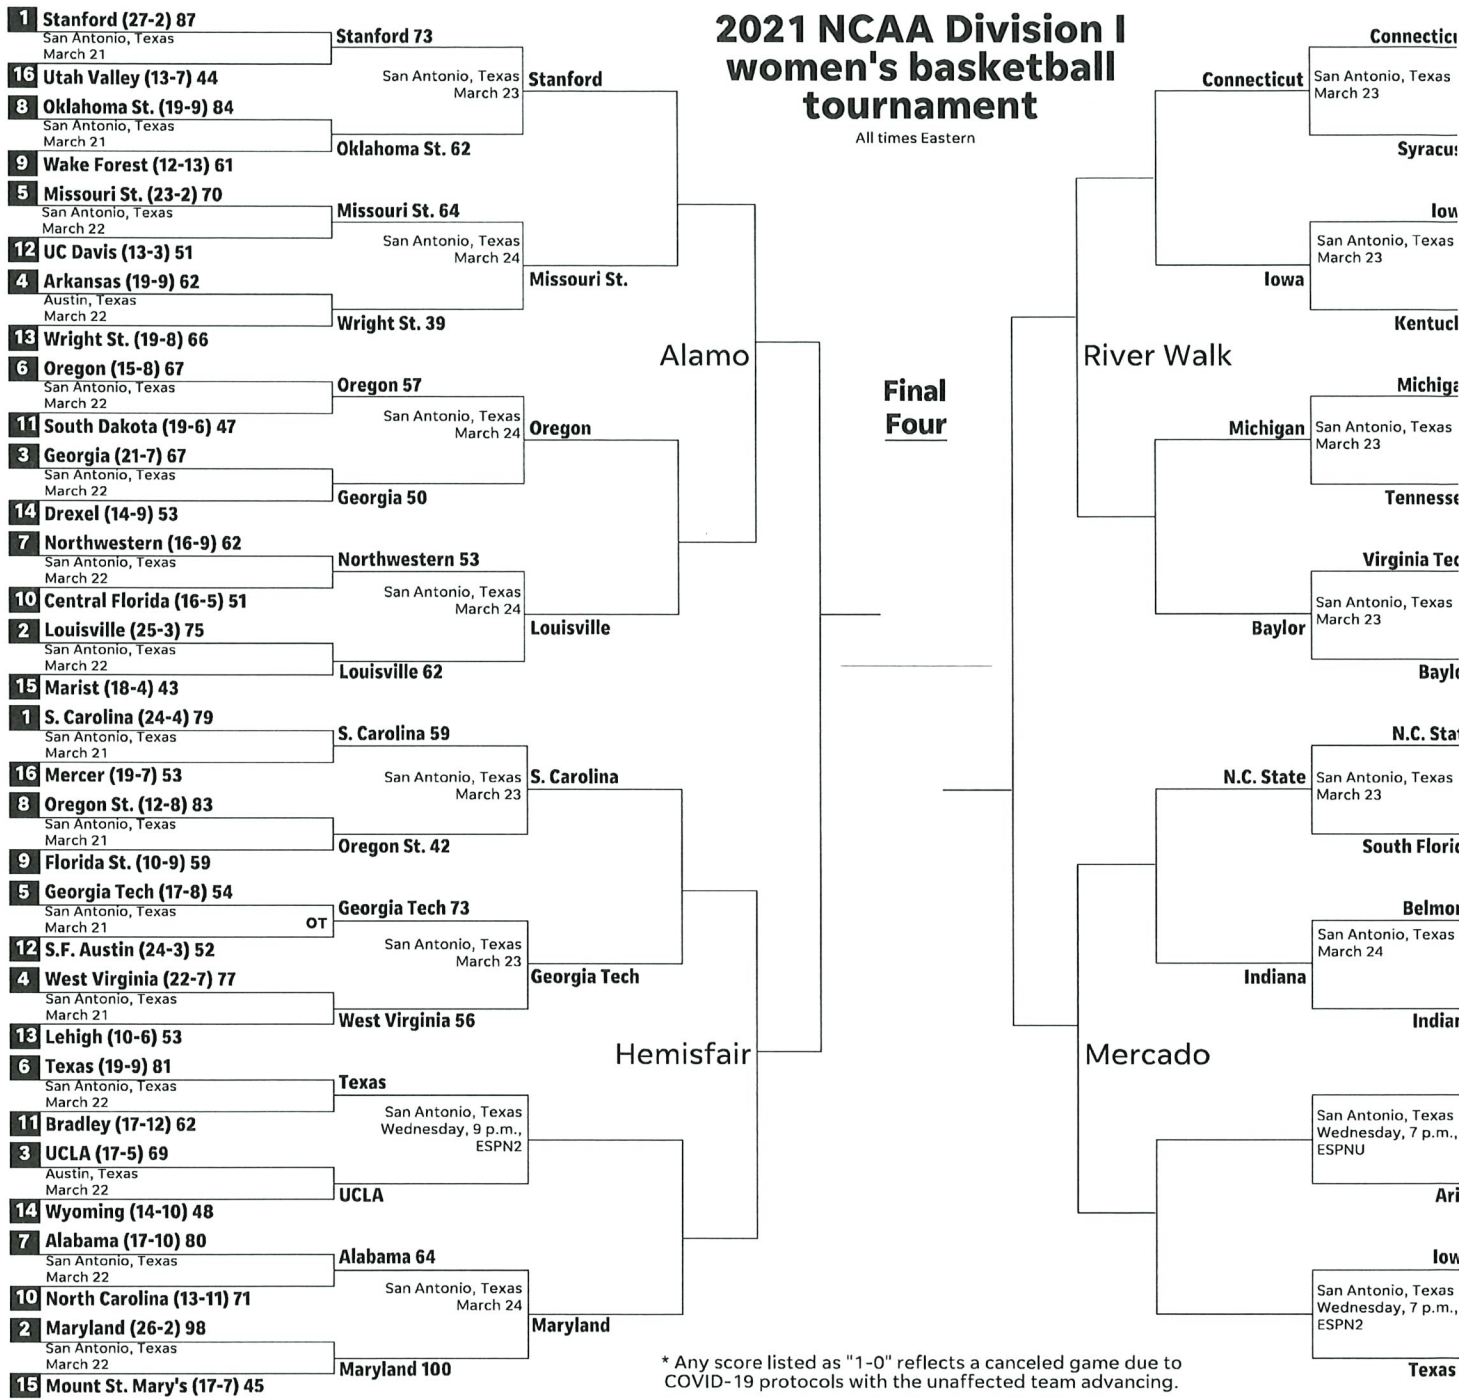 2021 NCAA Division I
women's basketball
tournament
All times Eastern
1 Stanford (27-2) 87
San Antonio, Texas
March 21
16 Utah Valley (13-7) 44
8 Oklahoma St. (19-9) 84
San Antonio, Texas
March 21
9 Wake Forest (12-13) 61
5 Missouri St. (23-2) 70
San Antonio, Texas
March 22
12 UC Davis (13-3) 51
4 Arkansas (19-9) 62
Austin, Texas
March 22
13 Wright St. (19-8) 66
6 Oregon (15-8) 67
San Antonio, Texas
March 22
11 South Dakota (19-6) 47
3 Georgia (21-7) 67
San Antonio, Texas
March 22
14 Drexel (14-9) 53
7 Northwestern (16-9) 62
San Antonio, Texas
March 22
10 Central Florida (16-5) 51
2 Louisville (25-3) 75
San Antonio, Texas
March 22
15 Marist (18-4) 43
1 S. Carolina (24-4) 79
San Antonio, Texas
March 21
16 Mercer (19-7) 53
8 Oregon St. (12-8) 83
San Antonio, Texas
March 21
9 Florida St. (10-9) 59
5 Georgia Tech (17-8) 54
San Antonio, Texas
March 21
OT
12 S.F. Austin (24-3) 52
4 West Virginia (22-7) 77
San Antonio, Texas
March 21
13 Lehigh (10-6) 53
6 Texas (19-9) 81
San Antonio, Texas
March 22
11 Bradley (17-12) 62
3 UCLA (17-5) 69
Austin, Texas
March 22
14 Wyoming (14-10) 48
7 Alabama (17-10) 80
San Antonio, Texas
March 22
10 North Carolina (13-11) 71
2 Maryland (26-2) 98
San Antonio, Texas
March 22
15 Mount St. Mary's (17-7) 45
Stanford 73
San Antonio, Texas
March 23
Oklahoma St. 62
Missouri St. 64
San Antonio, Texas
March 24
Wright St. 39
Oregon 57
San Antonio, Texas
March 24
Georgia 50
Northwestern 53
San Antonio, Texas
March 24
Louisville 62
S. Carolina 59
San Antonio, Texas
March 23
Oregon St. 42
Georgia Tech 73
San Antonio, Texas
March 23
West Virginia 56
Texas
San Antonio, Texas
Wednesday, 9 p.m.,
ESPN2
UCLA
Alabama 64
San Antonio, Texas
March 24
Maryland 100
Stanford
Missouri St.
Oregon
Louisville
S. Carolina
Georgia Tech
Maryland
Alamo
Hemisfair
Final
Four
River Walk
Mercado
Connecticut
Iowa
Michigan
Baylor
N.C. State
Indiana
Connecticu
San Antonio, Texas
March 23
Syracus
Iow
San Antonio, Texas
March 23
Kentuck
Michiga
San Antonio, Texas
March 23
Tennesse
Virginia Tec
San Antonio, Texas
March 23
Baylo
N.C. Stat
San Antonio, Texas
March 23
South Florid
Belmon
San Antonio, Texas
March 24
Indian
San Antonio, Texas
Wednesday, 7 p.m.,
ESPNU
Ari
Iow
San Antonio, Texas
Wednesday, 7 p.m.,
ESPN2
Texas
* Any score listed as "1-0" reflects a canceled game due to
COVID-19 protocols with the unaffected team advancing.